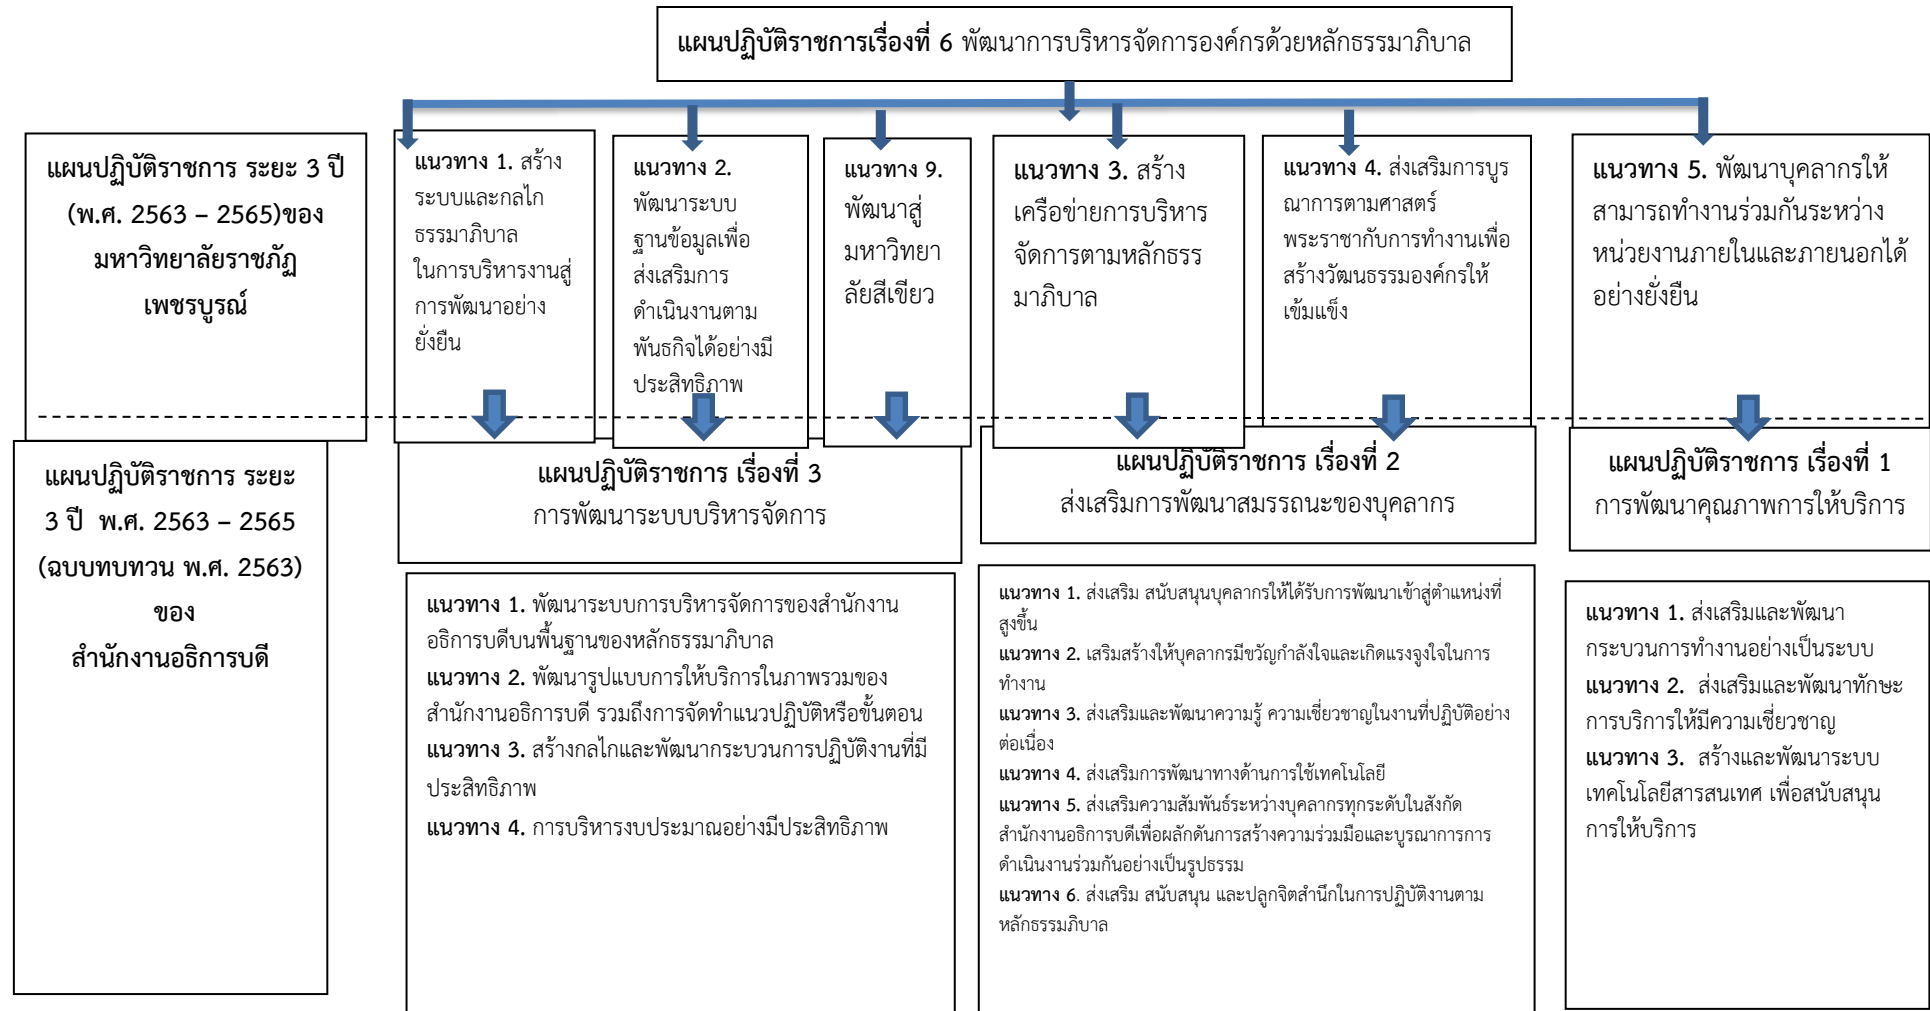 แผนปฏิบัติราชการเรื่องที่ 6 พัฒนาการบริหารจัดการองค์กรด้วยหลักธรรมาภิบาล
แผนปฏิบัติราชการ ระยะ 3 ปี
(พ.ศ. 2563 – 2565)ของ
มหาวิทยาลัยราชภัฏ
เพชรบูรณ์
แนวทาง 1. สร้าง
ระบบและกลไก
ธรรมาภิบาล
ในการบริหารงานสู่
การพัฒนาอย่าง
ยั่งยืน
แนวทาง 2.
พัฒนาระบบ
ฐานข้อมูลเพื่อ
ส่งเสริมการ
ดำเนินงานตาม
พันธกิจได้อย่างมี
ประสิทธิภาพ
แนวทาง 9.
พัฒนาสู่
มหาวิทยา
ลัยสีเขียว
แนวทาง 3. สร้าง
เครือข่ายการบริหาร
จัดการตามหลักธรร
มาภิบาล
แนวทาง 4. ส่งเสริมการบูร
ณาการตามศาสตร์
พระราชากับการทำงานเพื่อ
สร้างวัฒนธรรมองค์กรให้
เข้มแข็ง
แนวทาง 5. พัฒนาบุคลากรให้
สามารถทำงานร่วมกันระหว่าง
หน่วยงานภายในและภายนอกได้
อย่างยั่งยืน
แผนปฏิบัติราชการ ระยะ
3 ปี พ.ศ. 2563 – 2565
(ฉบบทบทวน พ.ศ. 2563)
ของ
สำนักงานอธิการบดี
แผนปฏิบัติราชการ เรื่องที่ 3
การพัฒนาระบบบริหารจัดการ
แผนปฏิบัติราชการ เรื่องที่ 2
ส่งเสริมการพัฒนาสมรรถนะของบุคลากร
แผนปฏิบัติราชการ เรื่องที่ 1
การพัฒนาคุณภาพการให้บริการ
แนวทาง 1. พัฒนาระบบการบริหารจัดการของสำนักงาน
อธิการบดีบนพื้นฐานของหลักธรรมาภิบาล
แนวทาง 2. พัฒนารูปแบบการให้บริการในภาพรวมของ
สำนักงานอธิการบดี รวมถึงการจัดทำแนวปฏิบัติหรือขั้นตอน
แนวทาง 3. สร้างกลไกและพัฒนากระบวนการปฏิบัติงานที่มี
ประสิทธิภาพ
แนวทาง 4. การบริหารงบประมาณอย่างมีประสิทธิภาพ
แนวทาง 1. ส่งเสริม สนับสนุนบุคลากรให้ได้รับการพัฒนาเข้าสู่ตำแหน่งที่
สูงขึ้น
แนวทาง 2. เสริมสร้างให้บุคลากรมีขวัญกำลังใจและเกิดแรงจูงใจในการ
ทำงาน
แนวทาง 3. ส่งเสริมและพัฒนาความรู้ ความเชี่ยวชาญในงานที่ปฏิบัติอย่าง
ต่อเนื่อง
แนวทาง 4. ส่งเสริมการพัฒนาทางด้านการใช้เทคโนโลยี
แนวทาง 5. ส่งเสริมความสัมพันธ์ระหว่างบุคลากรทุกระดับในสังกัด
สำนักงานอธิการบดีเพื่อผลักดันการสร้างความร่วมมือและบูรณาการการ
ดำเนินงานร่วมกันอย่างเป็นรูปธรรม
แนวทาง 6. ส่งเสริม สนับสนุน และปลูกจิตสำนึกในการปฏิบัติงานตาม
หลักธรรมภิบาล
แนวทาง 1. ส่งเสริมและพัฒนา
กระบวนการทำงานอย่างเป็นระบบ
แนวทาง 2. ส่งเสริมและพัฒนาทักษะ
การบริการให้มีความเชี่ยวชาญ
แนวทาง 3. สร้างและพัฒนาระบบ
เทคโนโลยีสารสนเทศ เพื่อสนับสนุน
การให้บริการ